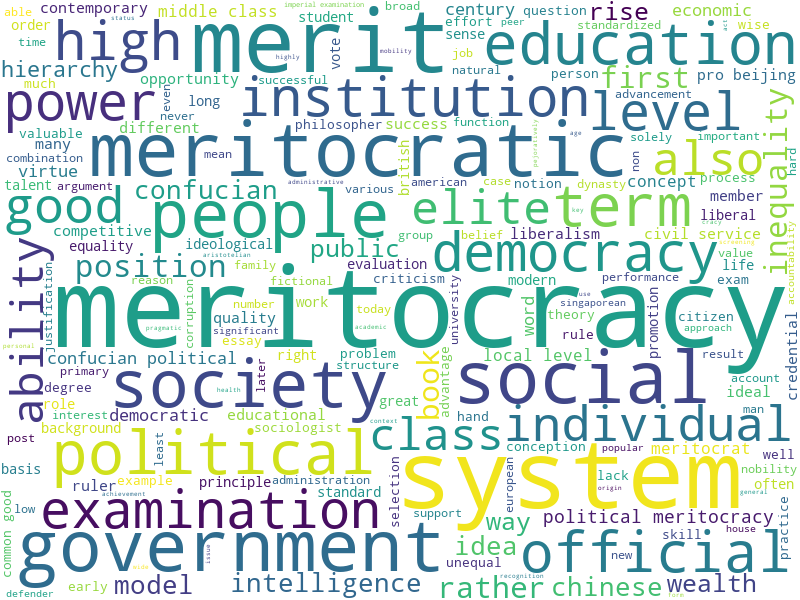 imperial examination
able
contemporary
middle class
broad
century
question
rise
economic
order
status
student
effort
peer
standardized
act
wise
time
high
merit
sense
education
mobility
vote
job
hierarchy
much
opportunity
highly
successful
natural
person
first
pro beijing
power
even
long
institution
level
advancement
never
valuable
different
philosopher
success
function
solely
important
many
mean
meritocratic
pejoratively
age
non
also
hard
combination
virtue
british
american
case
notion
dynasty
concept
process
inequality
talent
argument
confucian
administrative
various
member
good
people
elite
term
key
liberal
competitive
group
belief
liberalism
civil service
tracy
screening
equality
ideological
public
democracy
value
life
accountability
ability
position
aristotelian
family
evaluation
criticism
modern
performance
exam
justification
reason
fictional
meritocracy
use
corruption
number
work
today
university
singaporean
word
theory
citizen
quality
significant
academic
rule
promotion
approach
pragmatic
essay
personal
confucian political
right
problem
structure
book
advantage
local level
result
credential
primary
later
society
health
social
account
ideal
degree
great
man
role
interest
educational
hand
individual
background
democratic
sociologist
context
class
conception
popular
meritocrat
post
least
political
well
nobility
basis
selection
system
european
lack
origin
often
ruler
example
principle
administration
general
low
achievement
standard
skill
practice
common good
examination
support
way
political meritocracy
house
government
issue
idea
unequal
new
official
early
model
else
intelligence
recognition
rather
chinese
form
wealth
defender